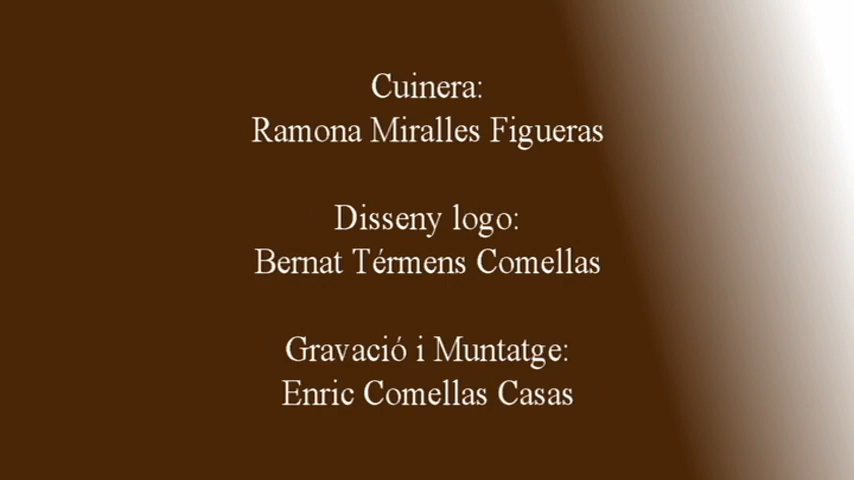 Cuinera:
Ramona Miralles Figueras
Disseny logo:
Bernat Térmens Comellas
Gravació i Muntatge:
Enric Comellas Casas